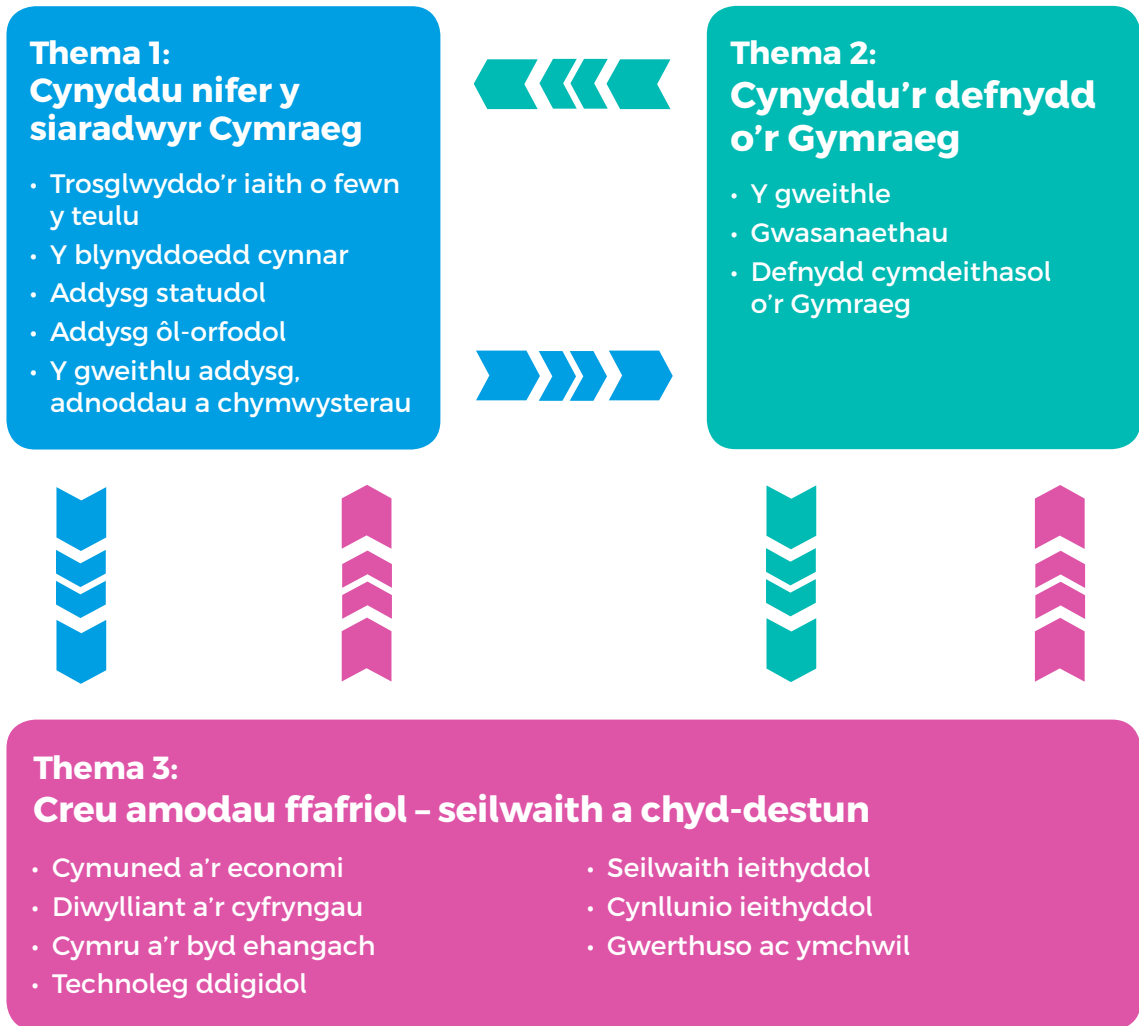 Thema 1:
Cynyddu nifer y
siaradwyr Cymraeg
• Trosglwyddo'r iaith o fewn
y teulu
• Y blynyddoedd cynnar
• Addysg statudol
• Addysg ôl-orfodol
• Y gweithlu addysg,
adnoddau a chymwysterau
Thema 2:
Cynyddu'r defnydd
o'r Gymraeg
• Y gweithle
• Gwasanaethau
• Defnydd cymdeithasol
o'r Gymraeg
Thema 3:
Creu amodau ffafriol – seilwaith a chyd-destun
• Cymuned a'r economi
• Diwylliant a'r cyfryngau
• Cymru a'r byd ehangach
• Technoleg ddigidol
• Seilwaith ieithyddol
• Cynllunio ieithyddol
• Gwerthuso ac ymchwil